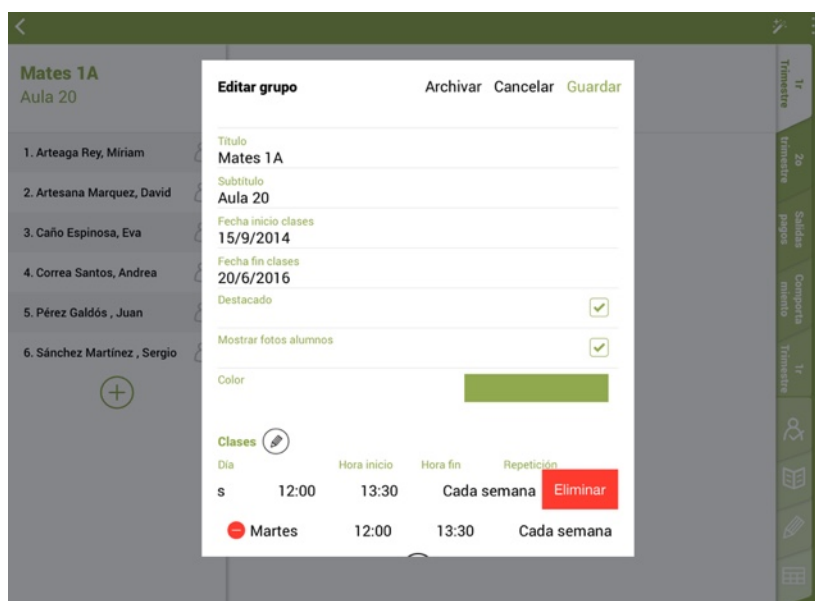 Mates 1A
Aula 20
1. Arteaga Rey, Míriam
2. Artesana Marquez, David
3. Caño Espinosa, Eva
4. Correa Santos, Andrea
5. Pérez Galdós , Juan
6. Sánchez Martínez , Sergio
Editar grupo Archivar Cancelar Guardar
Título
Mates 1A
Subtítulo
Aula 20
Fecha inicio clases
15/9/2014
Fecha fin clases
20/6/2016
Destacado
Mostrar fotos alumnos
Color
Clases
Día Hora inicio Hora fin Repetición
s 12:00 13:30 Cada semana Eliminar
Martes 12:00 13:30 Cada semana
1r
Trimestre
2o
trimestre
Salidas
pagos
Comporta
miento
1r
Trimestre